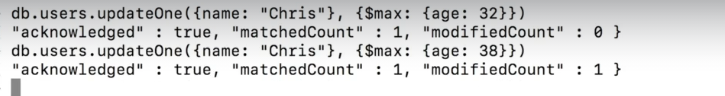 db.users.updateOne({name: "Chris"}, {$max: {age: 32}})
"acknowledged" : true, "matchedCount" : 1, "modifiedCount" : 0 }
db.users.updateOne({name: "Chris"}, {$max: {age: 38}})
"acknowledged" : true, "matchedCount" : 1, "modifiedCount" : 1 }